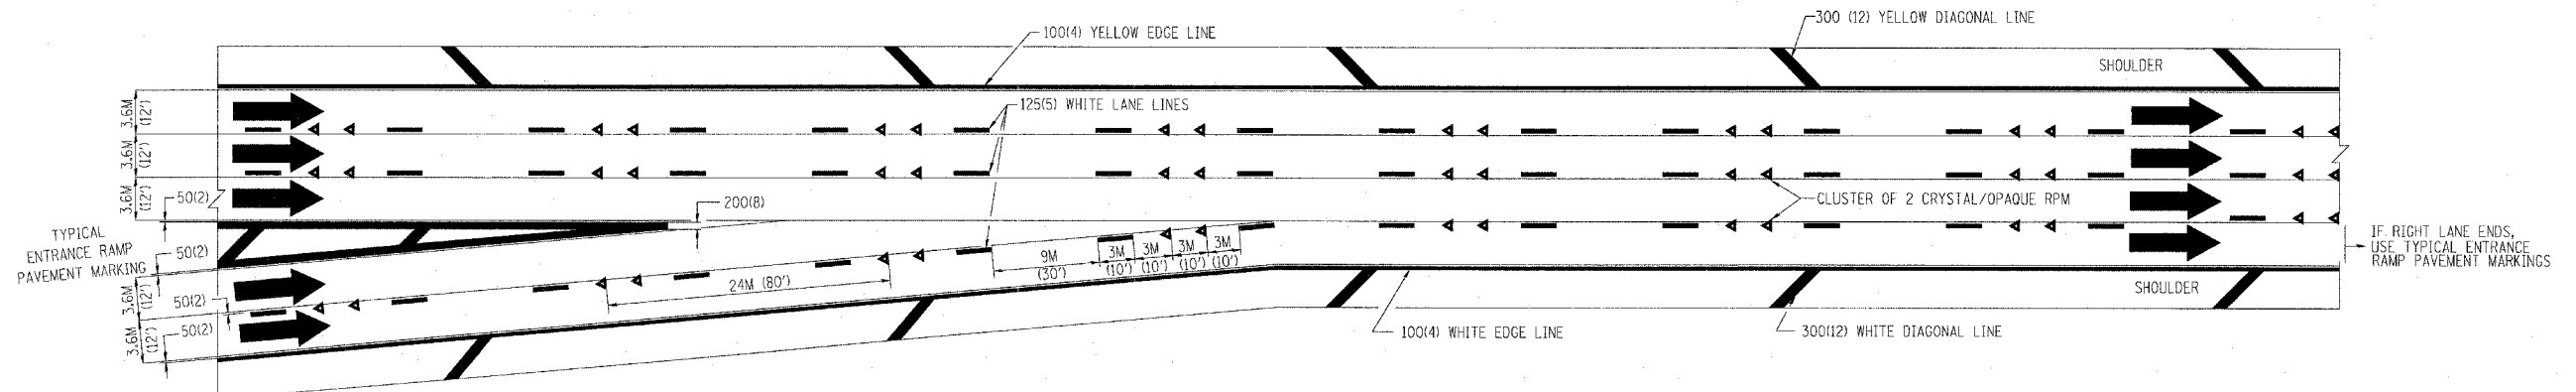 300 (12) YELLOW DIAGONAL LINE
100(4) YELLOW EDGE LINE
SHOULDER
125(5) WHITE LANE LINES
3.6M
(12')
3.6M
(12')
3.6M
(12')
50(2)
200(8)
CLUSTER OF 2 CRYSTAL/OPAQUE RPM
TYPICAL
ENTRANCE RAMP
PAVEMENT MARKING
50(2)
9M
(30')
3M
(10')
3M
(10')
3M
(10')
3M
(10')
IF RIGHT LANE ENDS,
USE TYPICAL ENTRANCE
RAMP PAVEMENT MARKINGS
24M (80')
SHOULDER
3.6M
(12')
50(2)
3.6M
(12')
50(2)
100(4) WHITE EDGE LINE
300(12) WHITE DIAGONAL LINE